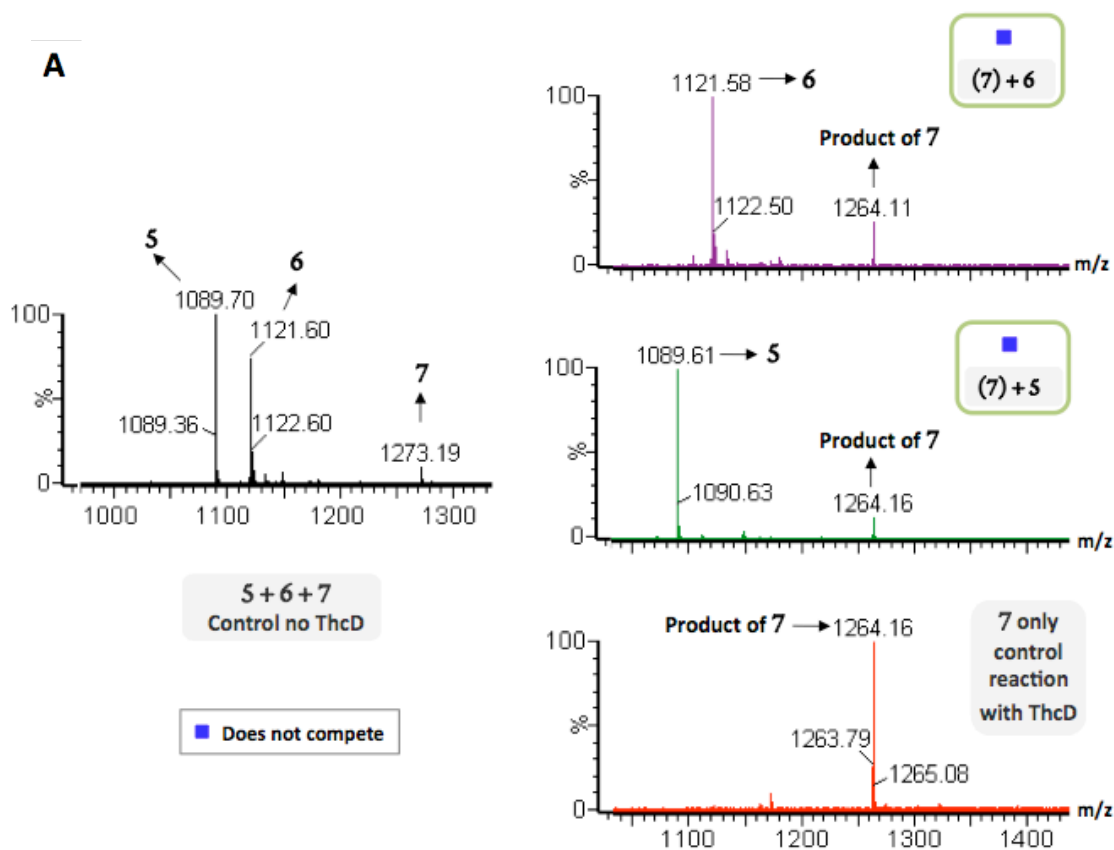 A
5
1089.70
6
1121.60
7
100
1089.36
1122.60
1273.19
%
0
1000
1100
1200
1300
5 + 6 + 7
Control no ThcD
Does not compete
(7) + 6
1121.58
6
100
Product of 7
%
1122.50
1264.11
0
m/z
(7) + 5
1089.61
5
100
Product of 7
%
1090.63
1264.16
0
m/z
7 only
control
reaction
with ThcD
Product of 7
1264.16
100
%
1263.79
1265.08
0
m/z
1100
1200
1300
1400